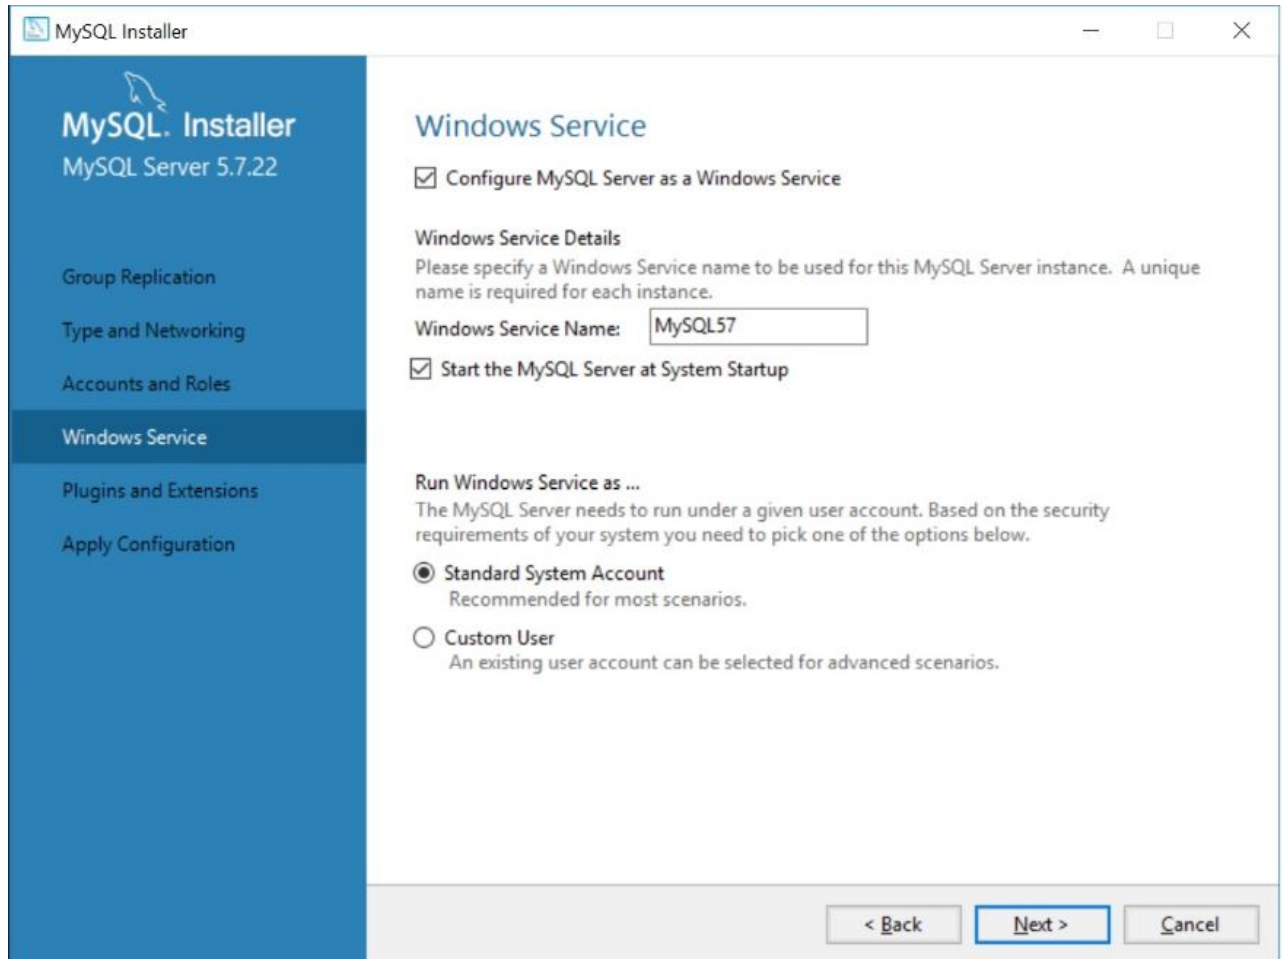 MySQL Installer
MySQL. Installer
MySQL Server 5.7.22
Group Replication
Type and Networking
Accounts and Roles
Windows Service
Plugins and Extensions
Apply Configuration
Windows Service
Configure MySQL Server as a Windows Service
Windows Service Details
Please specify a Windows Service name to be used for this MySQL Server instance. A unique
name is required for each instance.
Windows Service Name: MySQL57
Start the MySQL Server at System Startup
Run Windows Service as ...
The MySQL Server needs to run under a given user account. Based on the security
requirements of your system you need to pick one of the options below.
Standard System Account
Recommended for most scenarios.
Custom User
An existing user account can be selected for advanced scenarios.
< Back Next > Cancel